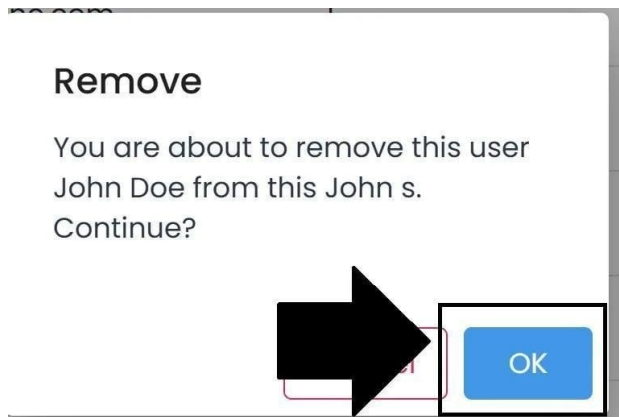 Remove
You are about to remove this user
John Doe from this John s.
Continue?
OK